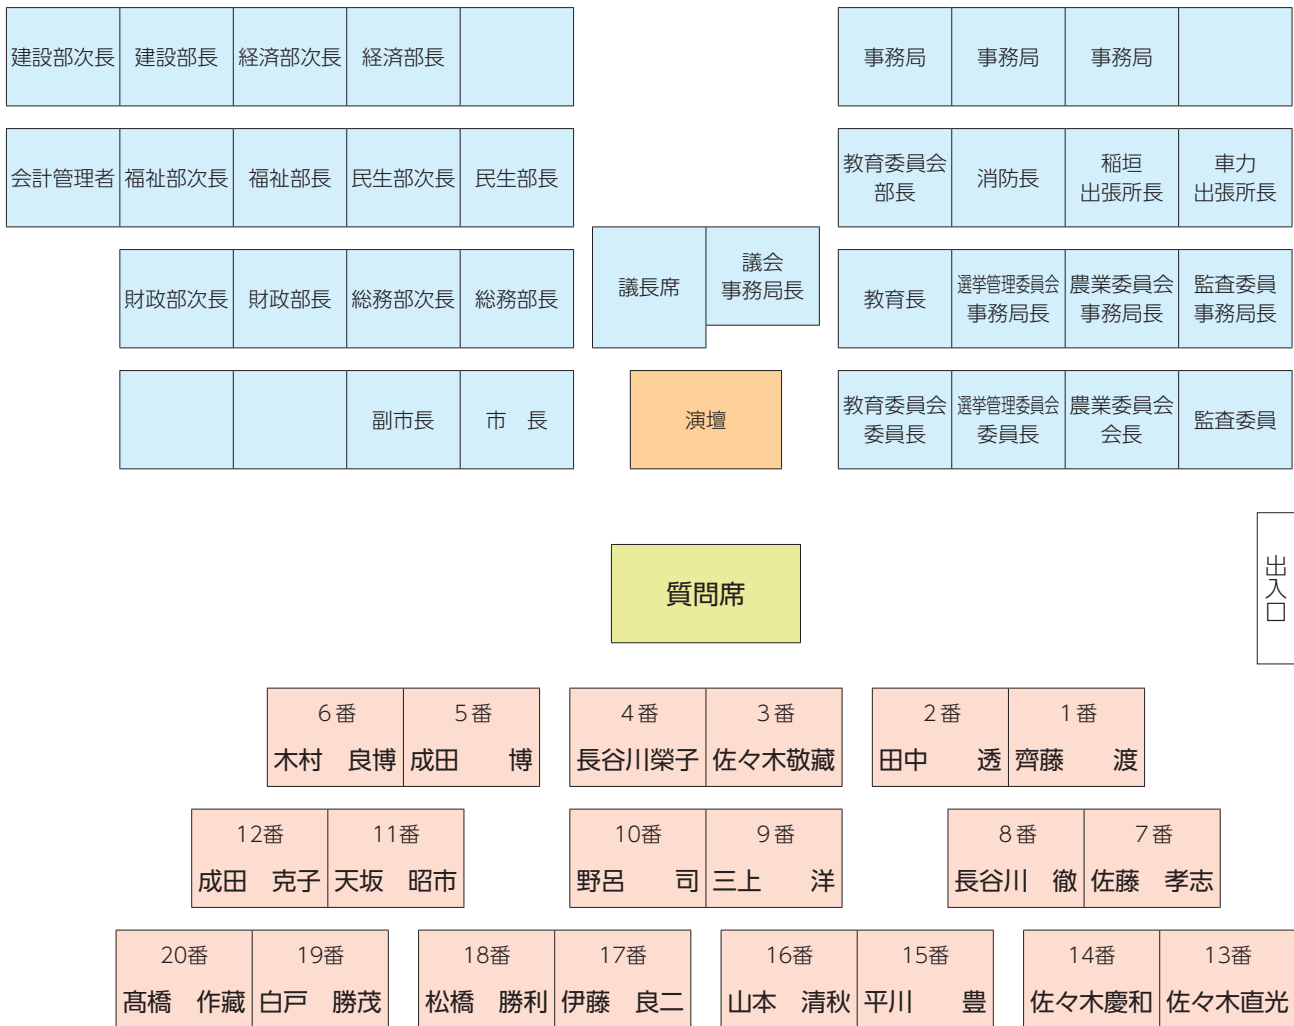 建設部次長 建設部長 経済部次長 経済部長
事務局 事務局 事務局
会計管理者 福祉部次長 福祉部長 民生部次長 民生部長
教育委員会
部長
消防長
稲垣
出張所長
車力
出張所長
財政部次長 財政部長 総務部次長 総務部長
議長席
議会
事務局長
教育長
選挙管理委員会
事務局長
農業委員会
事務局長
監査委員
事務局長
副市長 市　長
演壇
教育委員会
委員長
選挙管理委員会
委員長
農業委員会
会長
監査委員
出入口
質問席
6番
木村　良博
5番
成田　　博
4番
長谷川榮子
3番
佐々木敬藏
2番
田中　　透
1番
齊藤　　渡
12番
成田　克子
11番
天坂　昭市
10番
野呂　　司
9番
三上　　洋
8番
長谷川　徹
7番
佐藤　孝志
20番
髙橋　作藏
19番
白戸　勝茂
18番
松橋　勝利
17番
伊藤　良二
16番
山本　清秋
15番
平川　　豊
14番
佐々木慶和
13番
佐々木直光